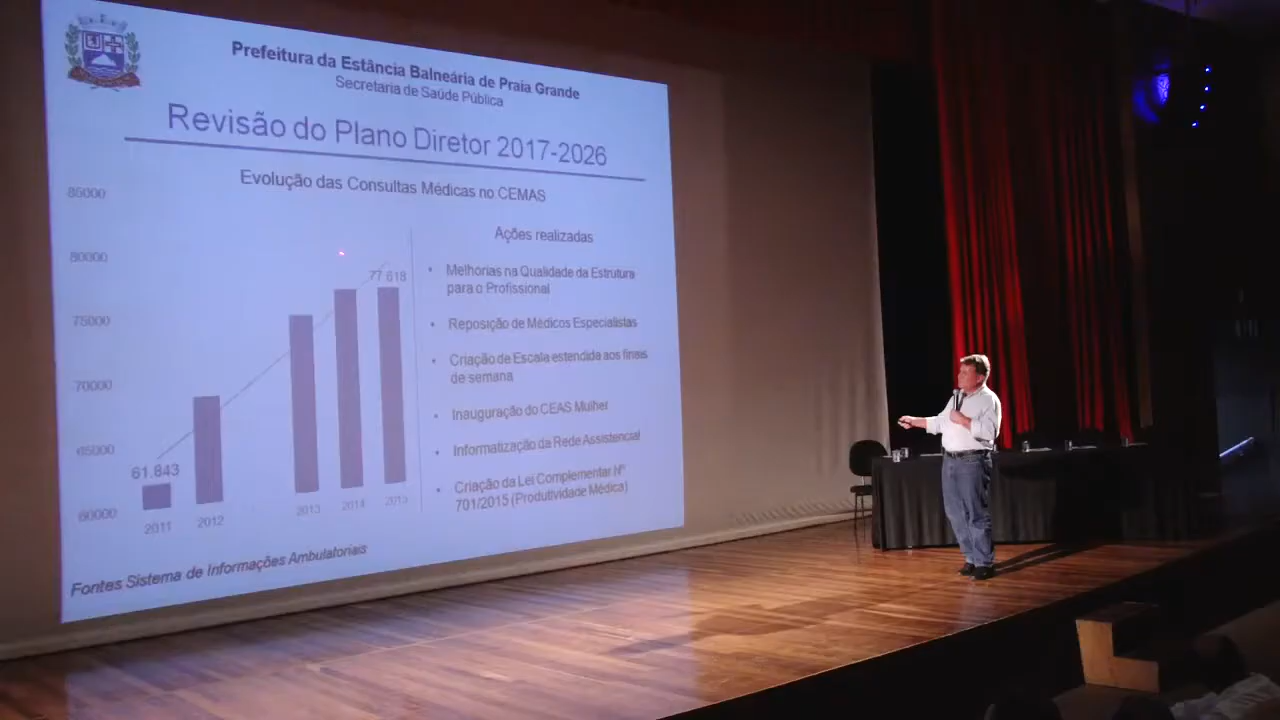 Prefeitura da Estância Balneária de Praia Grande
Secretaria de Saúde Pública
Revisão do Plano Diretor 2017-2026
Evolução das Consultas Médicas no CEMAS
85000
80000
75000
70000
65000
60000
61.843
77 618
2011
2012
2013
2014
2015
Ações realizadas
• Melhorias na Qualidade da Estrutura
para o Profissional
• Reposição de Médicos Especialistas
• Criação de Escala estendida aos finais
de semana
• Inauguração do CEAS Mulher
• Informatização da Rede Assistencial
• Criação da Lei Complementar Nº
701/2015 (Produtividade Médica)
Fontes Sistema de Informações Ambulatoriais